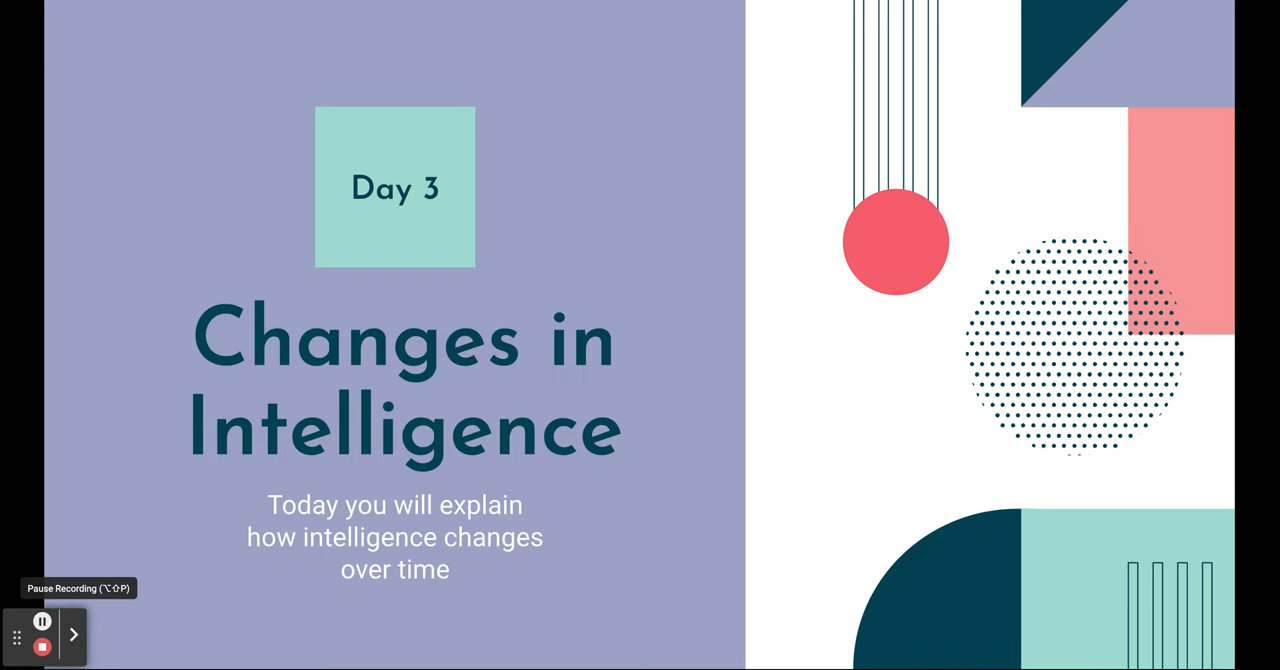 Day 3
Changes in
Intelligence
Today you will explain
how intelligence changes
over time
Pause Recording (⌥⇧P)